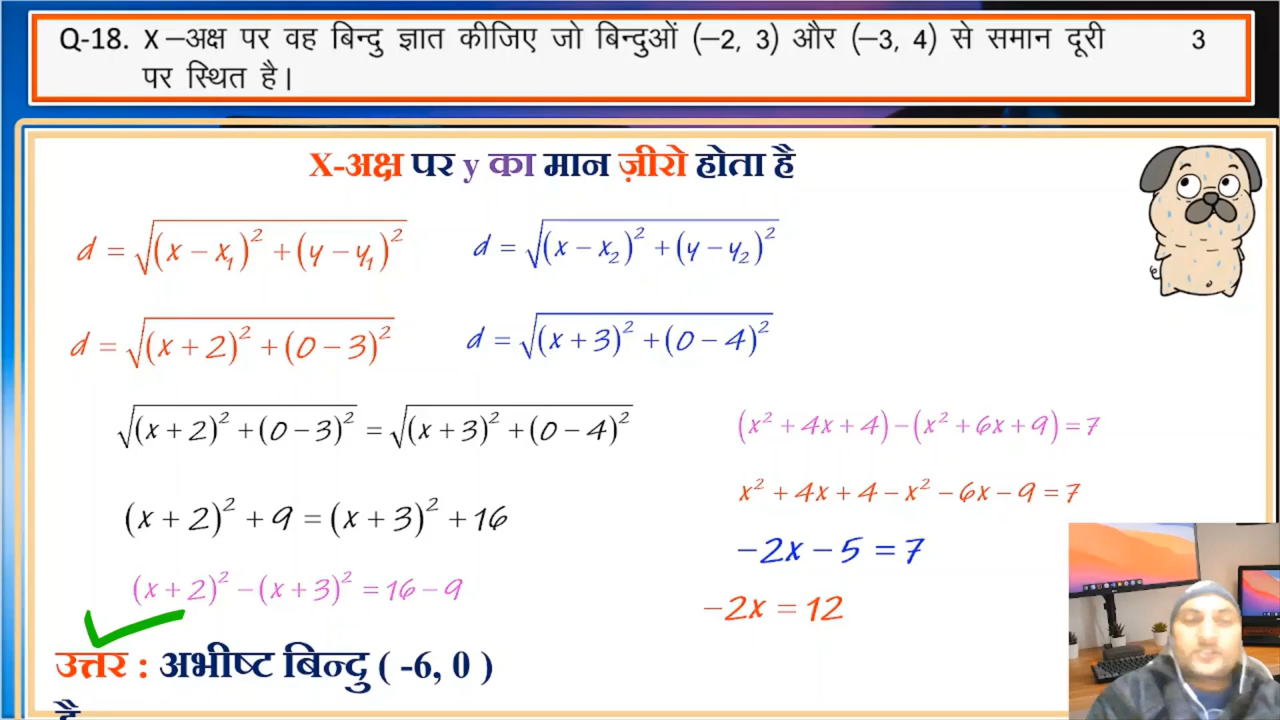 Q-18. X–अक्ष पर वह बिन्दु ज्ञात कीजिए जो बिन्दुओं (–2, 3) और (–3, 4) से समान दूरी 3
पर स्थित है।
X-अक्ष पर y का मान ज़ीरो होता है
d = √((x – x₁)² + (y – y₁)²)
d = √((x – x₂)² + (y – y₂)²)
d = √((x + 2)² + (0 – 3)²)
d = √((x + 3)² + (0 – 4)²)
√((x + 2)² + (0 – 3)²) = √((x + 3)² + (0 – 4)²)
(x + 2)² + 9 = (x + 3)² + 16
(x + 2)² – (x + 3)² = 16 – 9
(x² + 4x + 4) – (x² + 6x + 9) = 7
x² + 4x + 4 – x² – 6x – 9 = 7
–2x – 5 = 7
–2x = 12
उत्तर : अभीष्ट बिन्दु ( -6, 0 )
है